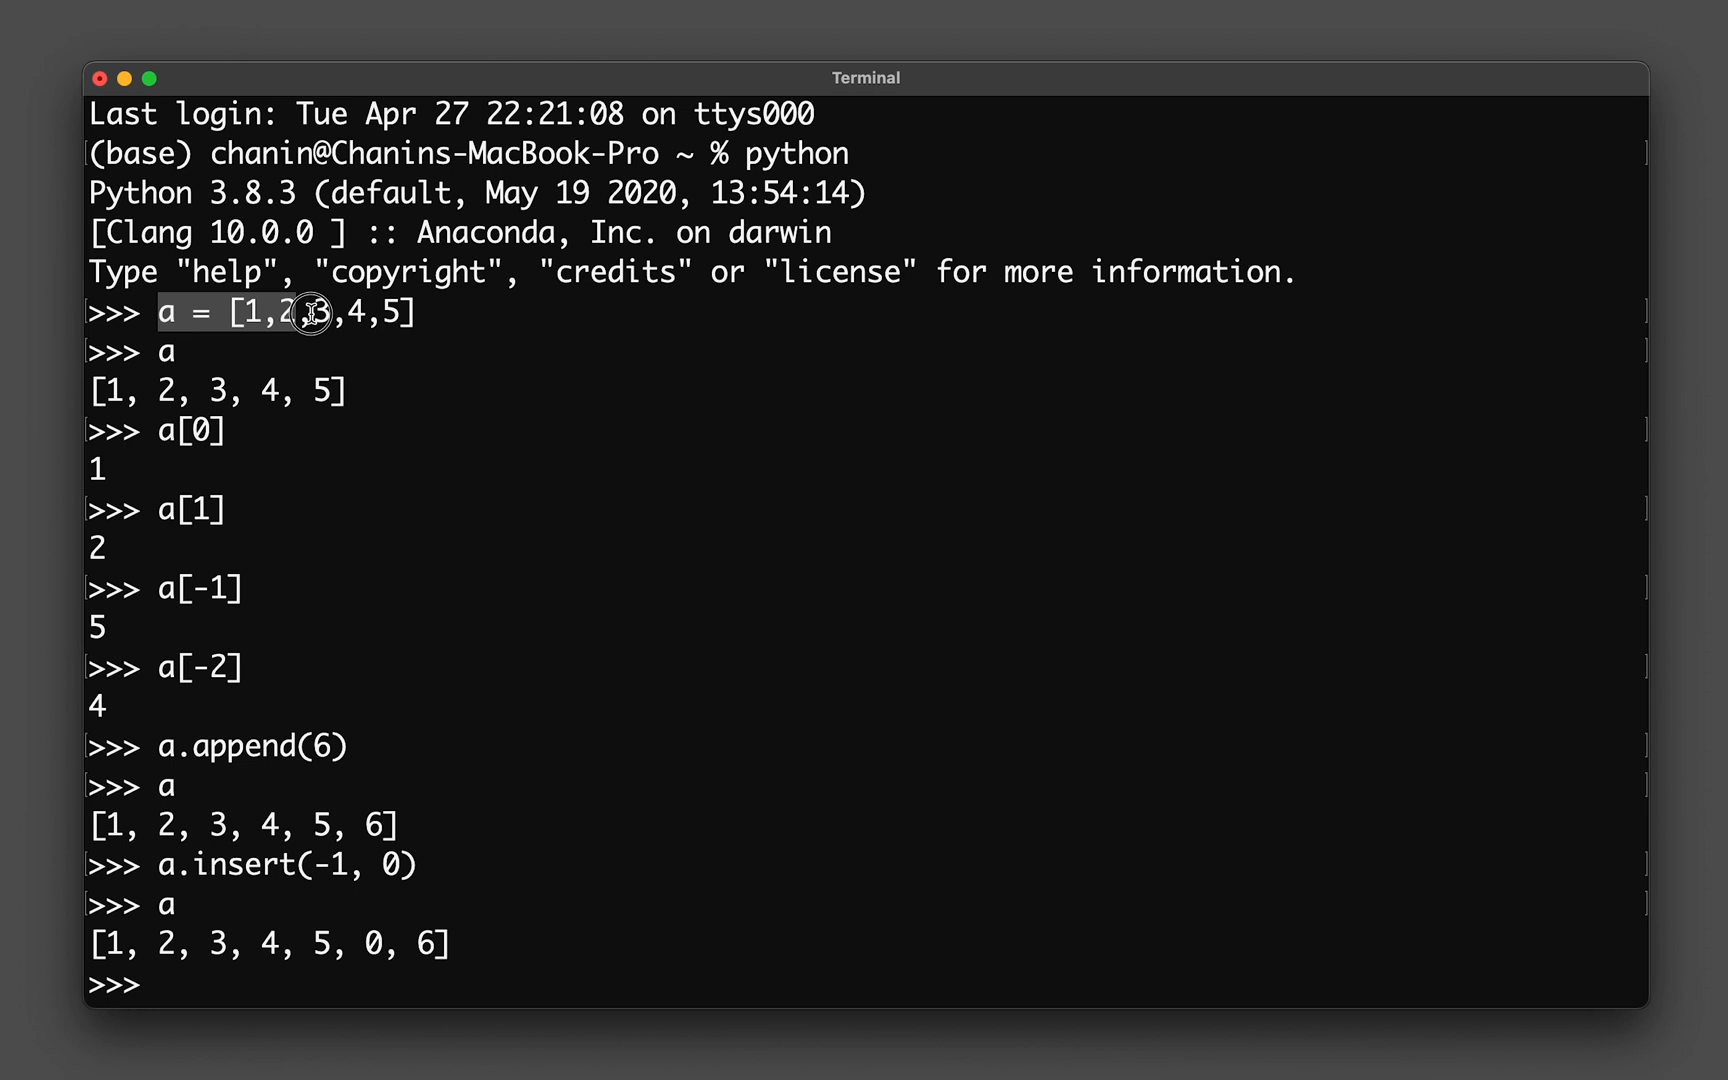 Terminal
Last login: Tue Apr 27 22:21:08 on ttys000
(base) chanin@Chanins-MacBook-Pro ~ % python
Python 3.8.3 (default, May 19 2020, 13:54:14)
[Clang 10.0.0 ] :: Anaconda, Inc. on darwin
Type "help", "copyright", "credits" or "license" for more information.
>>> a = [1,2,3,4,5]
>>> a
[1, 2, 3, 4, 5]
>>> a[0]
1
>>> a[1]
2
>>> a[-1]
5
>>> a[-2]
4
>>> a.append(6)
>>> a
[1, 2, 3, 4, 5, 6]
>>> a.insert(-1, 0)
>>> a
[1, 2, 3, 4, 5, 0, 6]
>>>